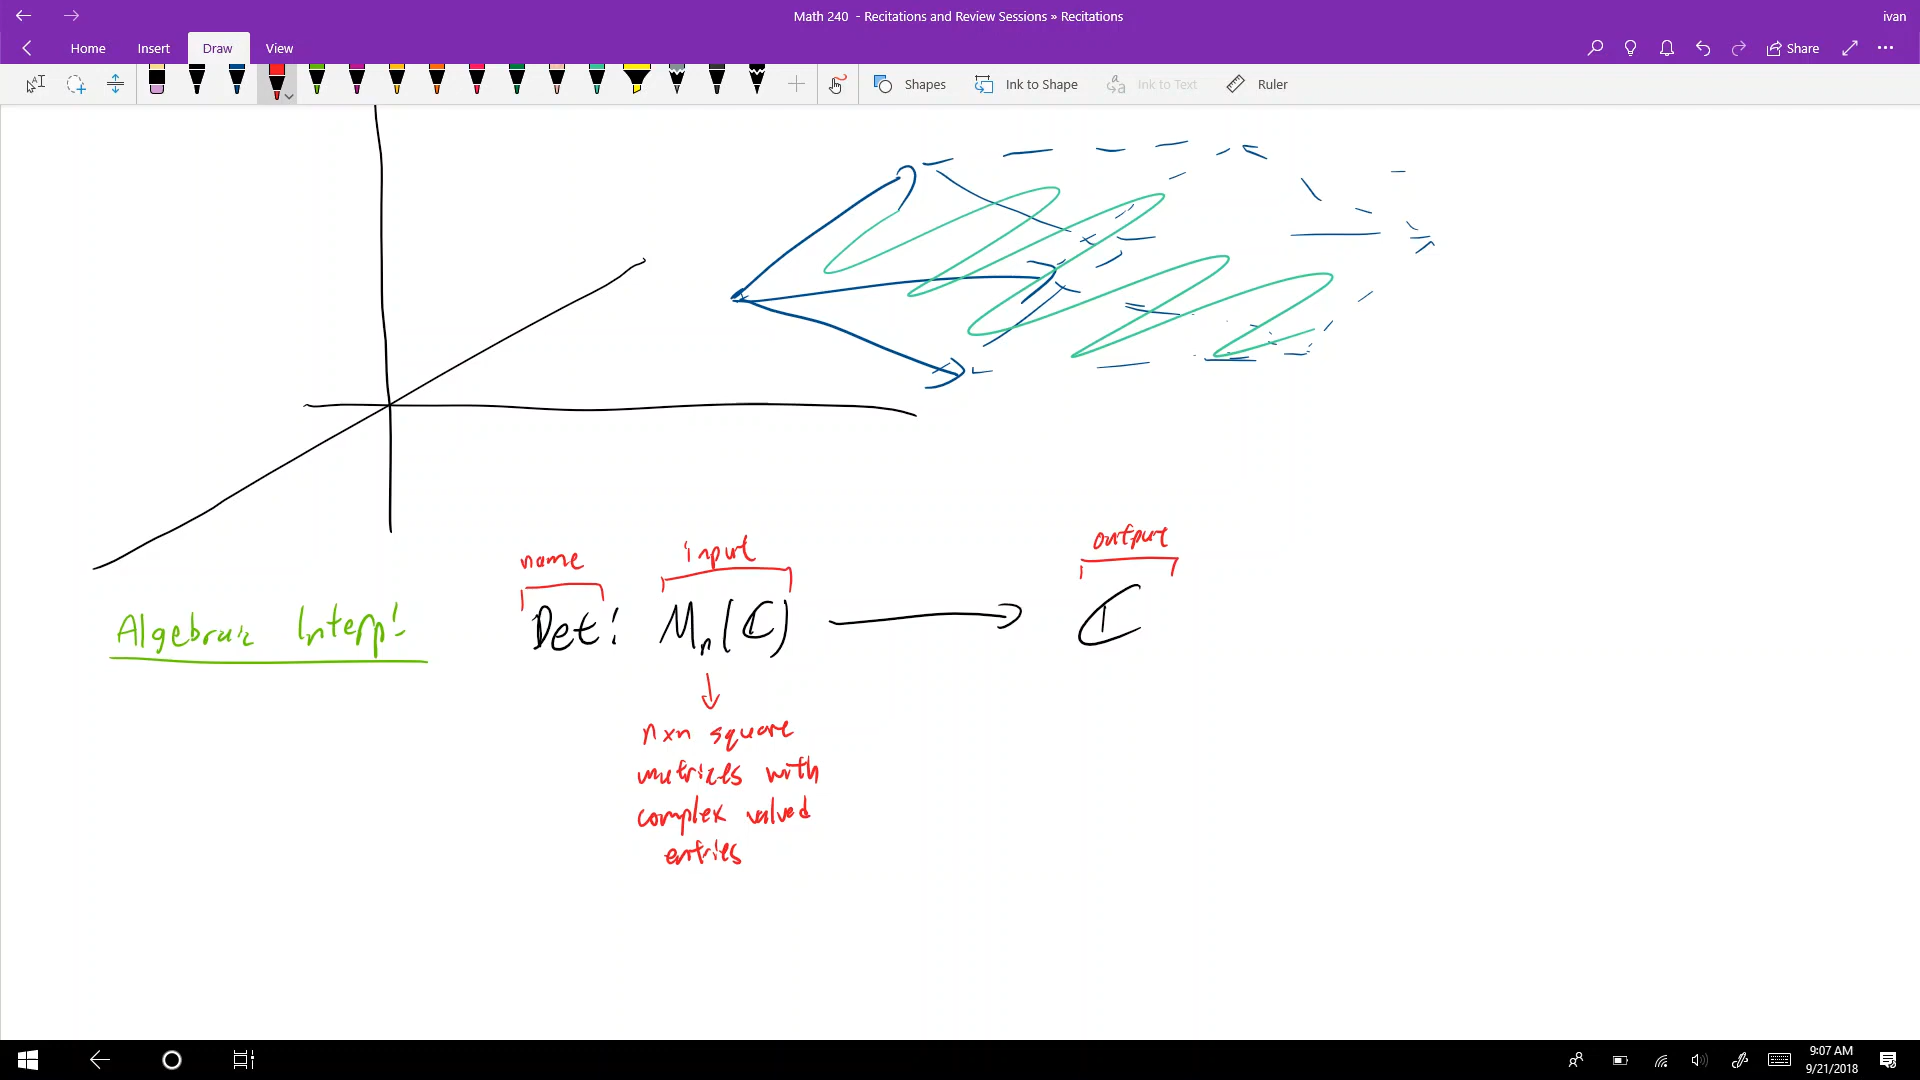 Math 240 - Recitations and Review Sessions » Recitations
ivan
Home Insert Draw View
Share
Shapes Ink to Shape Ink to Text Ruler
name input output
Algebraic Interp: Det: Mn(ℂ) → ℂ
nxn square
matrices with
complex valued
entries
9:07 AM
9/21/2018